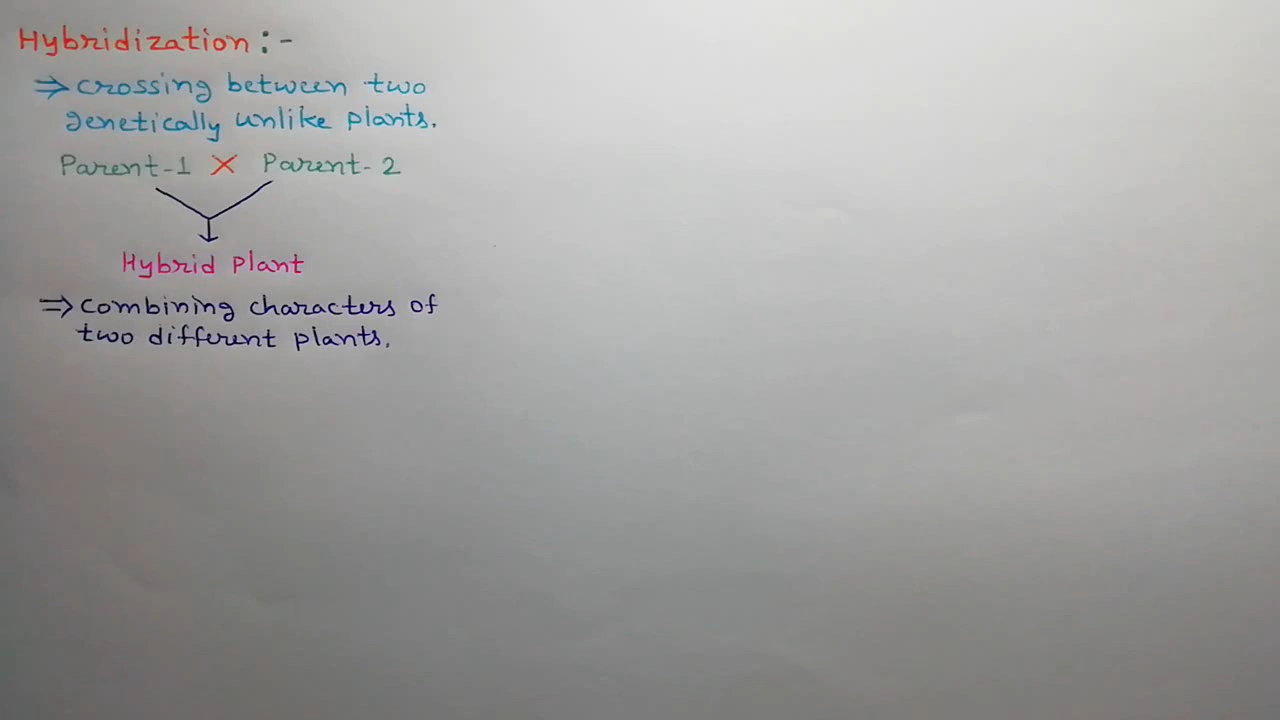 Hybridization :-
⇒ crossing between two
genetically unlike plants.
Parent-1 X Parent-2
Hybrid Plant
⇒ combining characters of
two different plants.